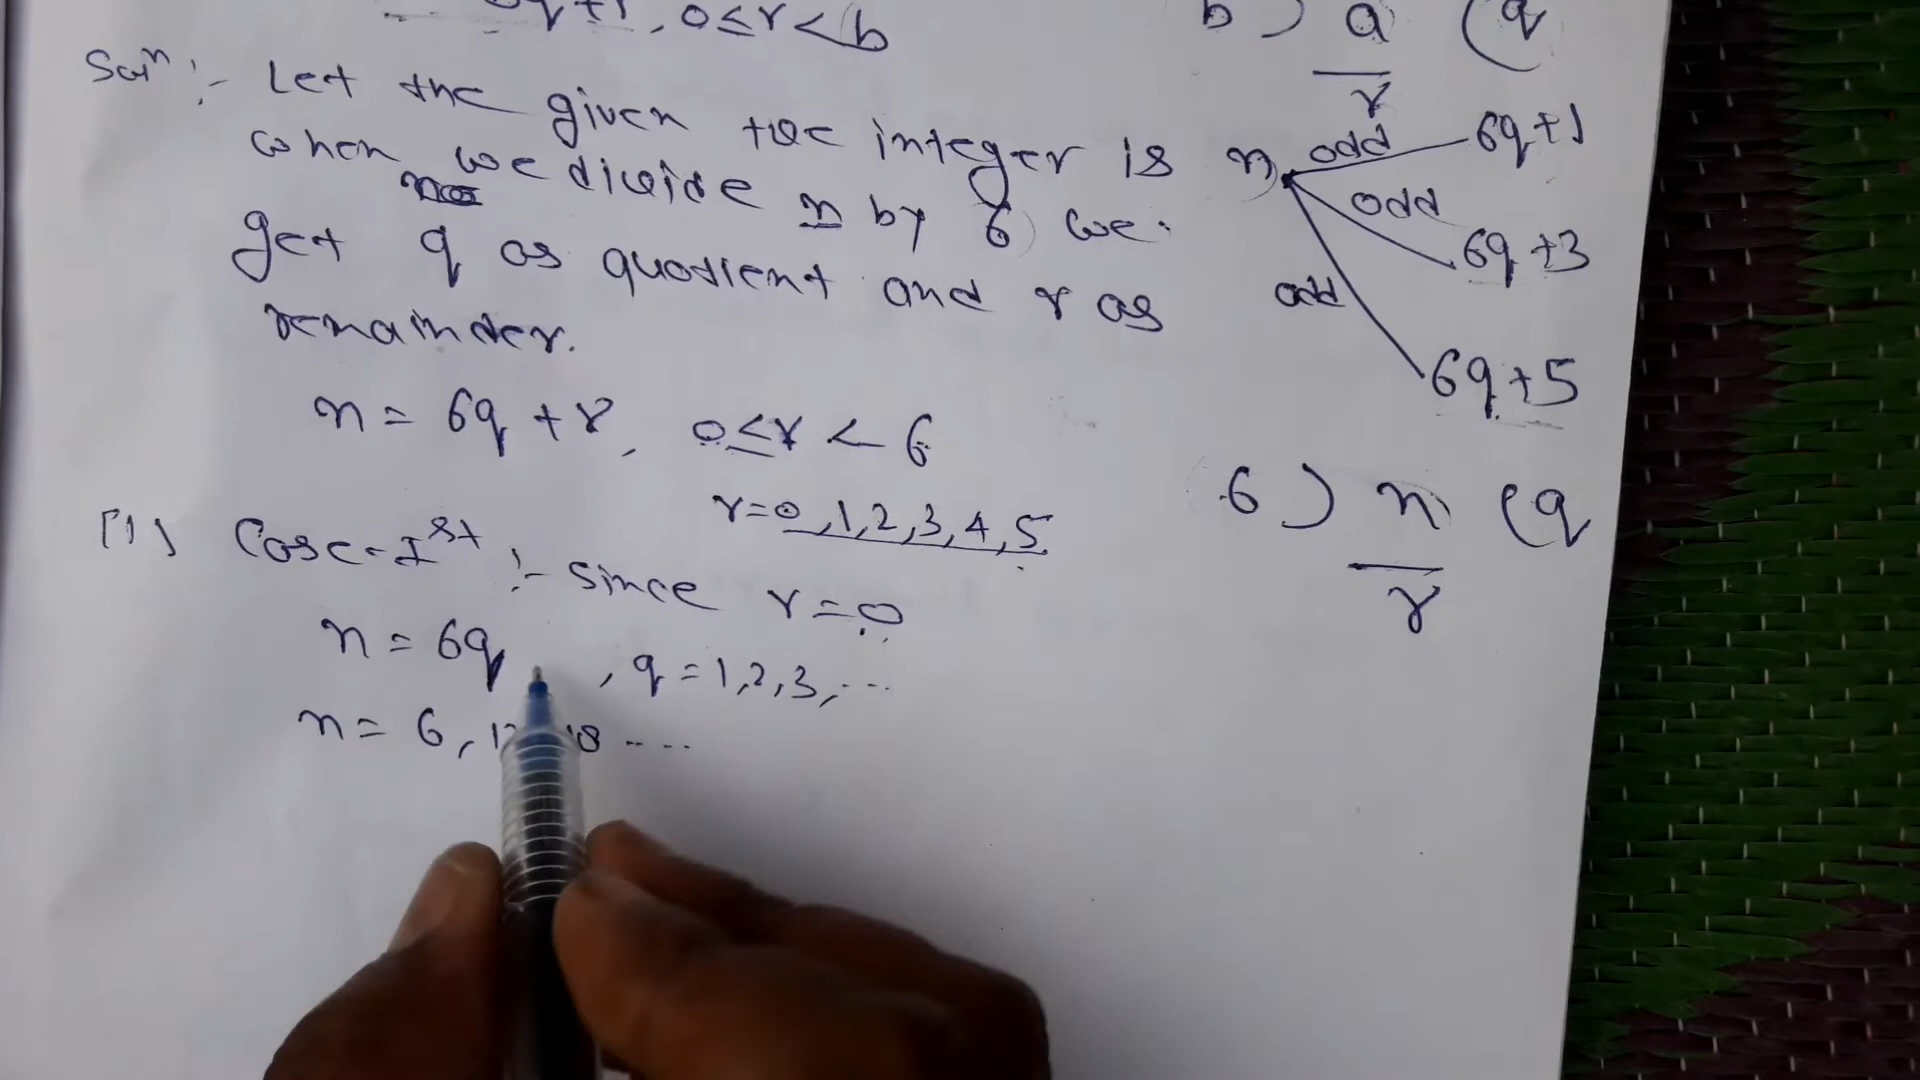 q+r, 0≤r<b
b ) a ( q
r
Solⁿ :- Let the given +ve integer is n
when we divide n by 6 we
get q as quotient and r as
remainder.
n = 6q + r, 0≤r < 6
r=0,1,2,3,4,5
odd 6q+1
odd 6q+3
odd 6q+5
6 ) n ( q
r
[1] Case-Ist :- since r=0
n = 6q , q=1,2,3,...
n = 6, 1 18 ....